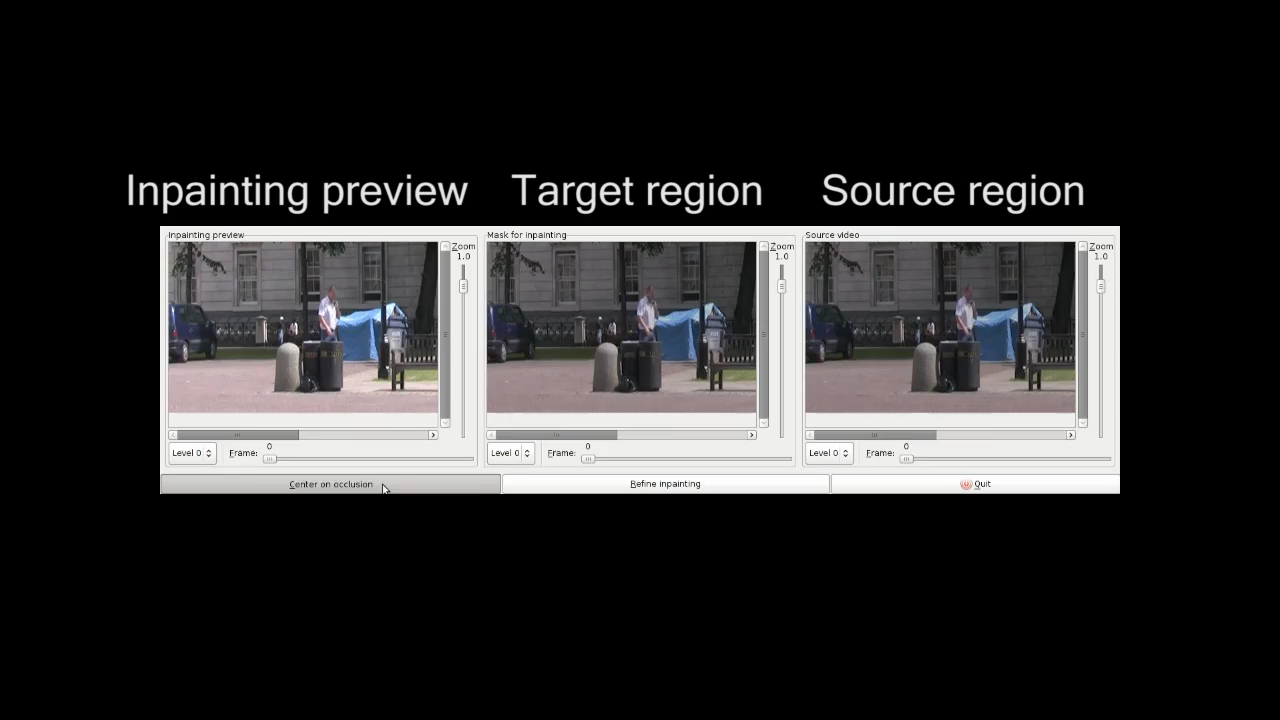 Inpainting preview Target region Source region
Inpainting preview Mask for inpainting Source video
Zoom Zoom Zoom
1.0 1.0 1.0
0 0 0
Level 0 Frame: Level 0 Frame: Level 0 Frame:
Center on occlusion Refine inpainting Quit